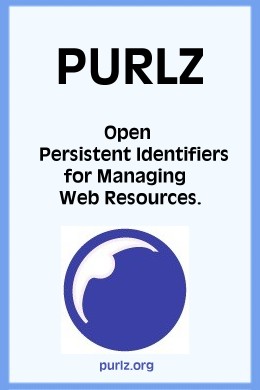 PURLZ
Open
Persistent Identifiers
for Managing
Web Resources.
purlz.org